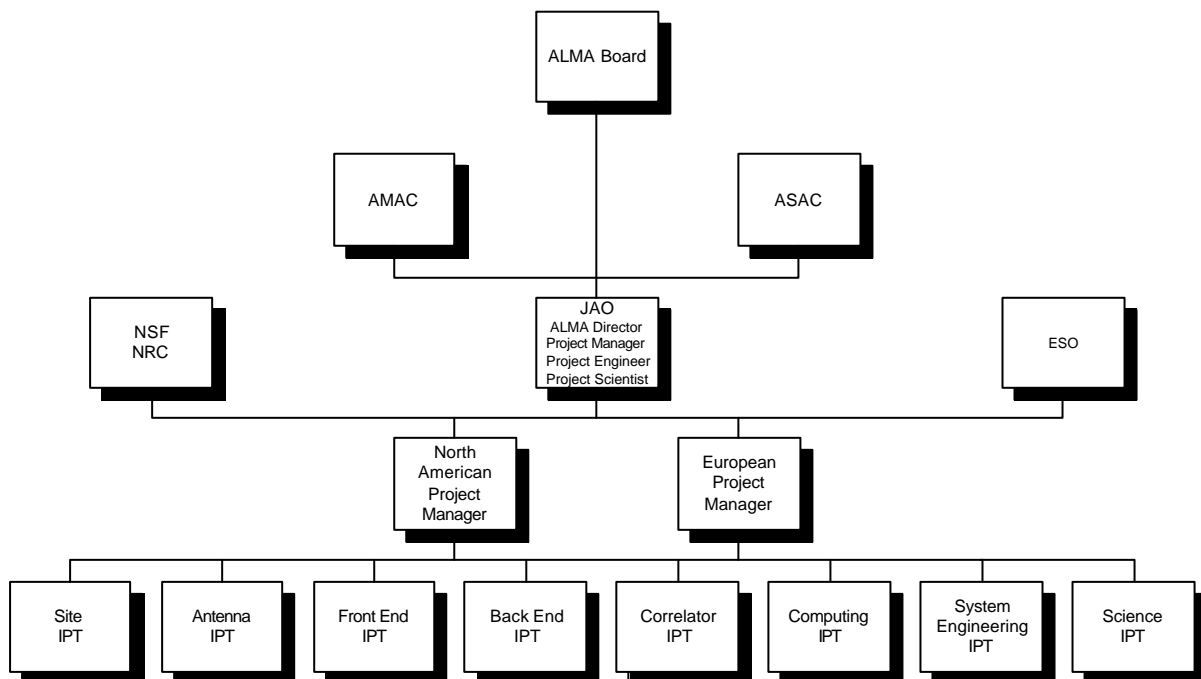 ALMA Board
AMAC
ASAC
NSF
NRC
JAO
ALMA Director
Project Manager
Project Engineer
Project Scientist
ESO
North
American
Project
Manager
European
Project
Manager
Site
IPT
Antenna
IPT
Front End
IPT
Back End
IPT
Correlator
IPT
Computing
IPT
System
Engineering
IPT
Science
IPT